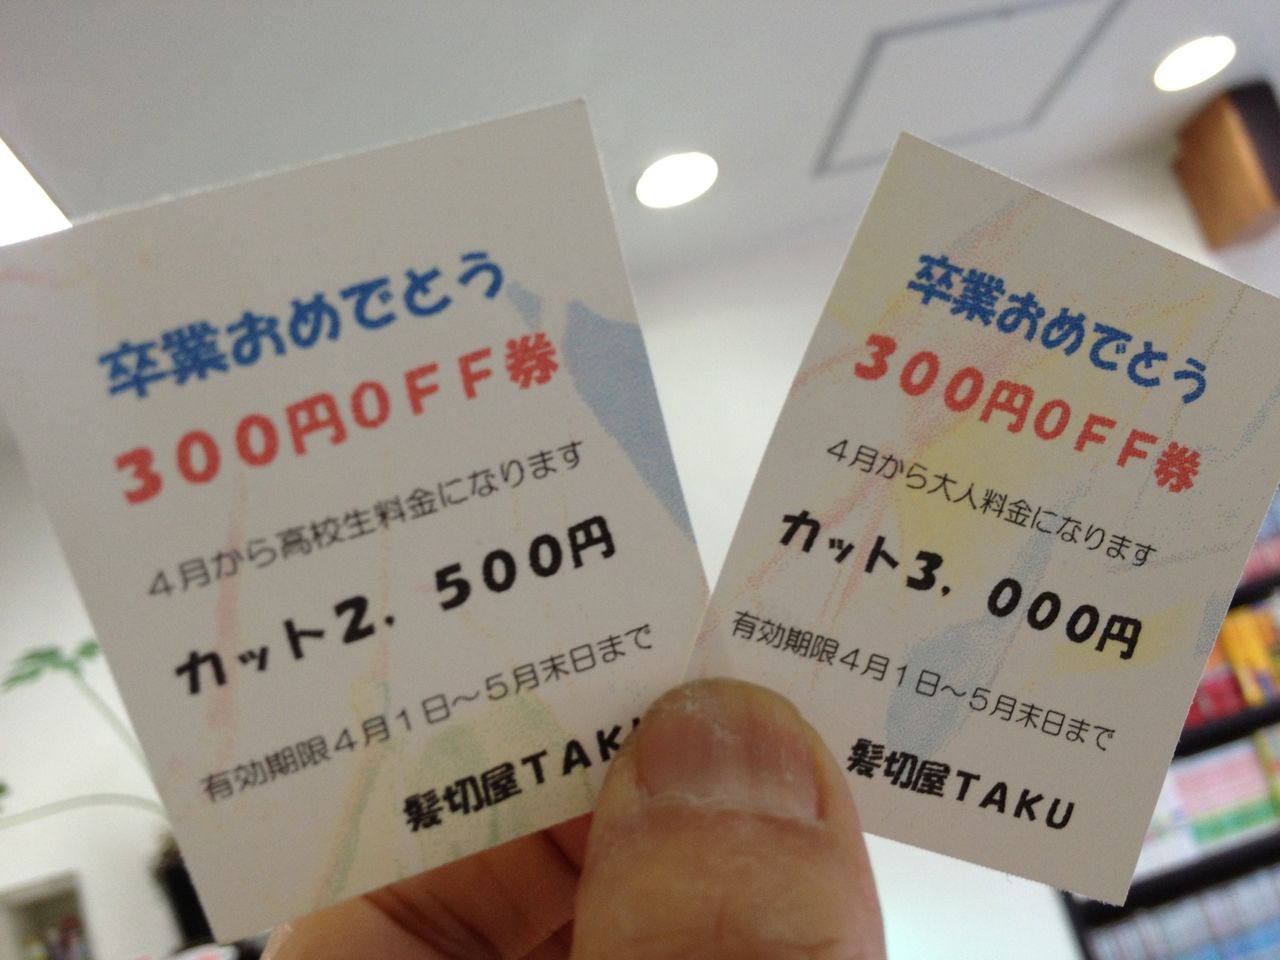 卒業おめでとう
300円OFF券
4月から高校生料金になります
カット2, 500円
有効期限4月1日～5月末日まで
髪切屋TAKU
卒業おめでとう
300円OFF券
4月から大人料金になります
カット3, 000円
有効期限4月1日～5月末日まで
髪切屋TAKU